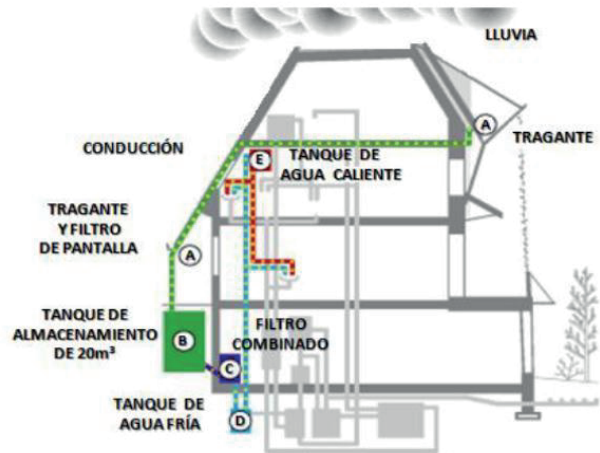 LLUVIA
A
TRAGANTE
CONDUCCIÓN
E
TANQUE DE
AGUA CALIENTE
TRAGANTE
Y FILTRO
DE PANTALLA
A
TANQUE DE
ALMACENAMIENTO
DE 20m³
B
FILTRO
COMBINADO
C
TANQUE DE
AGUA FRÍA
D